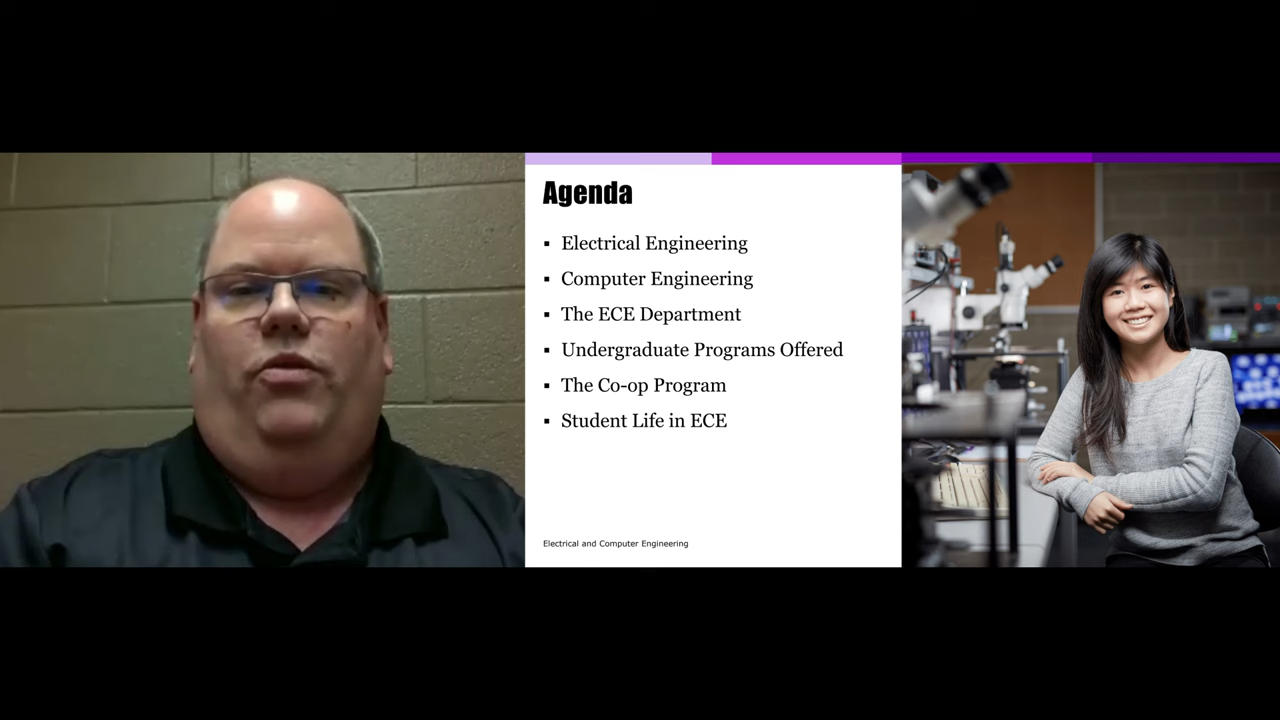 Agenda
▪ Electrical Engineering
▪ Computer Engineering
▪ The ECE Department
▪ Undergraduate Programs Offered
▪ The Co-op Program
▪ Student Life in ECE
Electrical and Computer Engineering